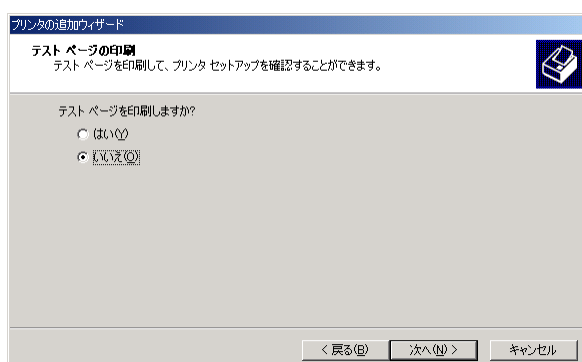 プリンタの追加ウィザード
テスト ページの印刷
テスト ページを印刷して、プリンタ セットアップを確認することができます。
テスト ページを印刷しますか?
はい(Y)
いいえ(O)
< 戻る(B)
次へ(N) >
キャンセル